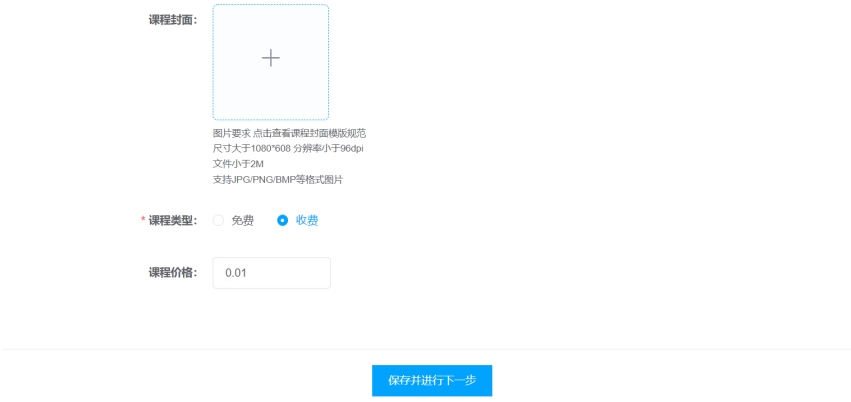 课程封面：
图片要求 点击查看课程封面模版规范
尺寸大于1080*608 分辨率小于96dpi
文件小于2M
支持JPG/PNG/BMP等格式图片
* 课程类型： 免费 收费
课程价格： 0.01
保存并进行下一步